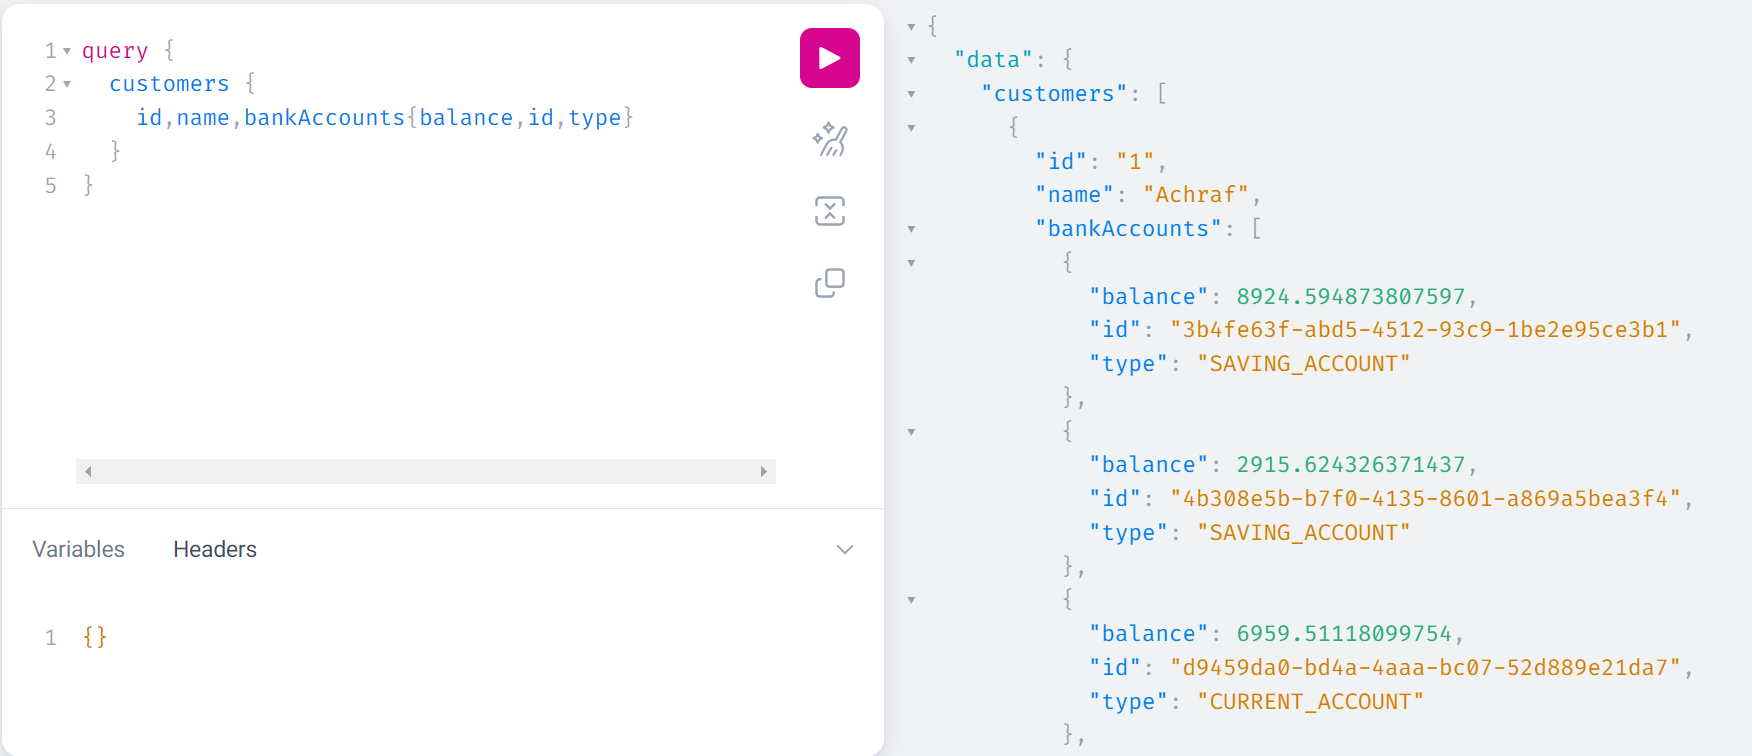 1 query {
2 customers {
3 id,name,bankAccounts{balance,id,type}
4 }
5 }
Variables Headers
1 {}
{
"data": {
"customers": [
{
"id": "1",
"name": "Achraf",
"bankAccounts": [
{
"balance": 8924.594873807597,
"id": "3b4fe63f-abd5-4512-93c9-1be2e95ce3b1",
"type": "SAVING_ACCOUNT"
},
{
"balance": 2915.624326371437,
"id": "4b308e5b-b7f0-4135-8601-a869a5bea3f4",
"type": "SAVING_ACCOUNT"
},
{
"balance": 6959.51118099754,
"id": "d9459da0-bd4a-4aaa-bc07-52d889e21da7",
"type": "CURRENT_ACCOUNT"
},